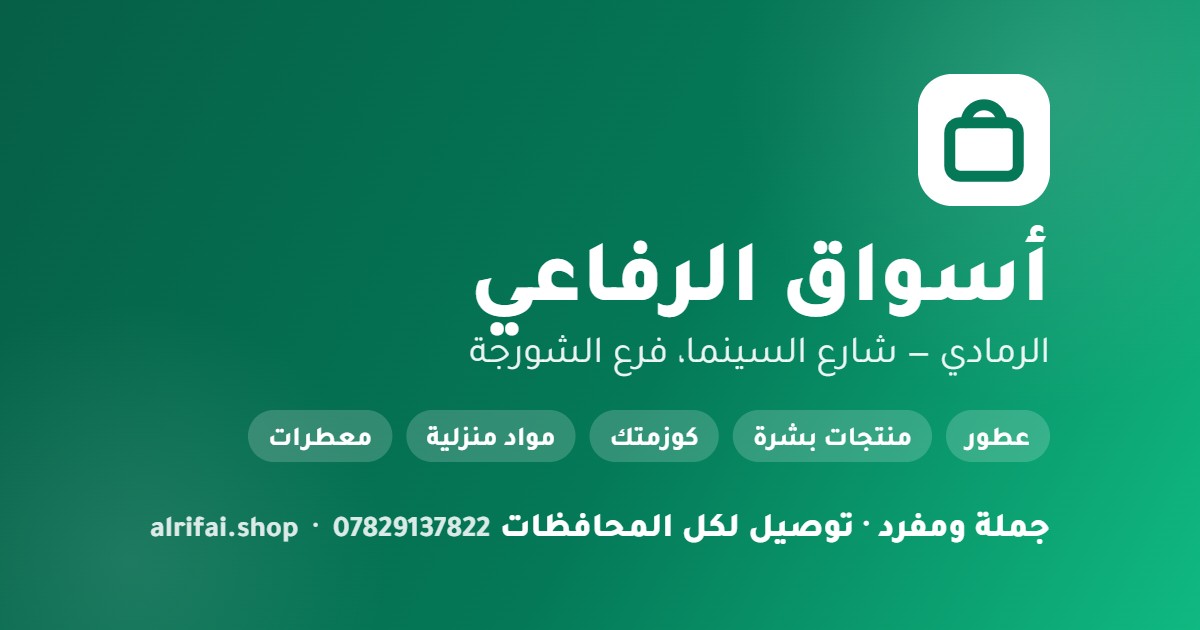 أسواق الرفاعي
الرمادي – شارع السينما، فرع الشورجة
عطور منتجات بشرة كوزمتك مواد منزلية معطرات
جملة ومفرد · توصيل لكل المحافظات 07829137822 · alrifai.shop